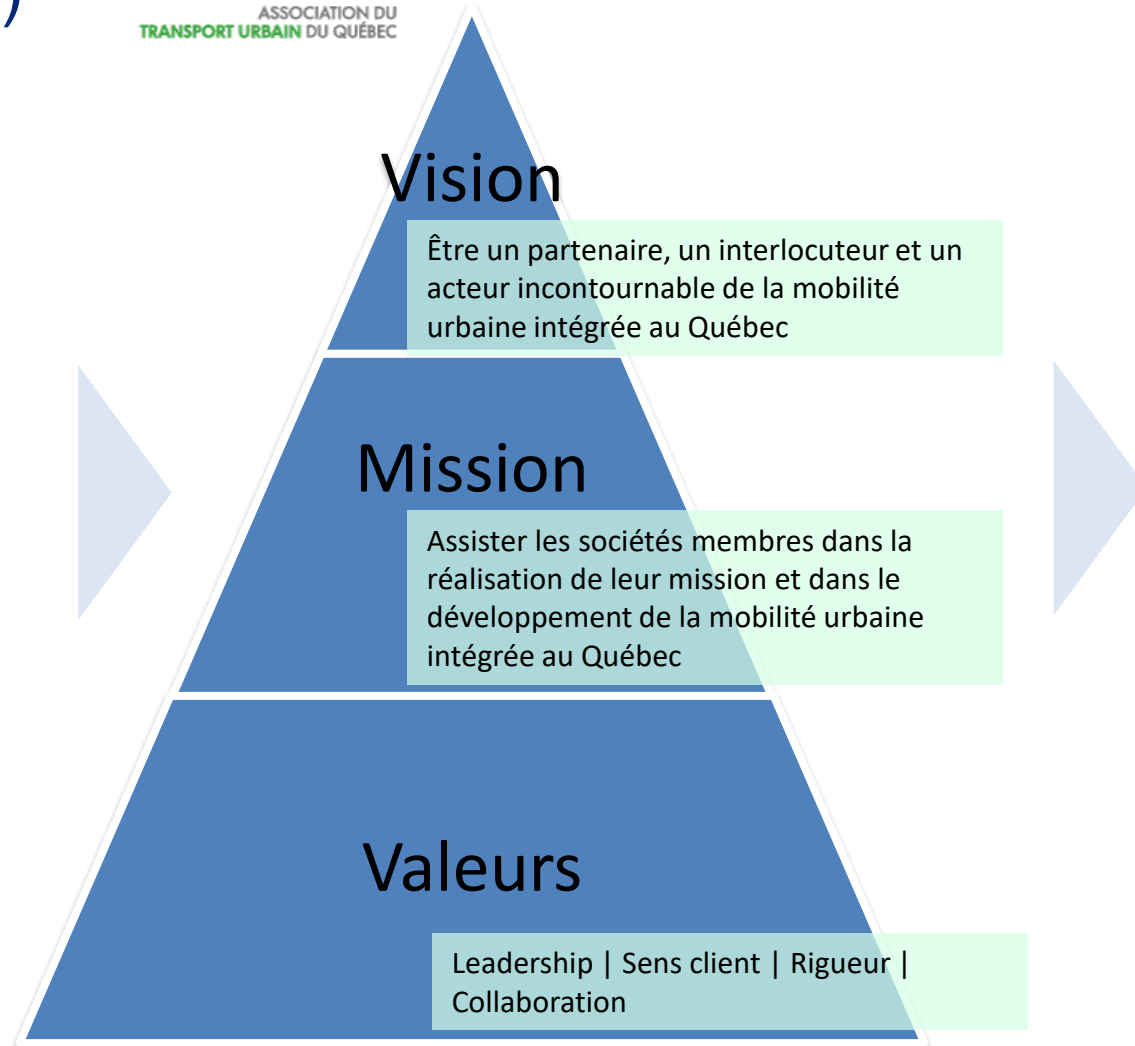 )
ASSOCIATION DU
TRANSPORT URBAIN DU QUÉBEC
Vision
Être un partenaire, un interlocuteur et un
acteur incontournable de la mobilité
urbaine intégrée au Québec
Mission
Assister les sociétés membres dans la
réalisation de leur mission et dans le
développement de la mobilité urbaine
intégrée au Québec
Valeurs
Leadership | Sens client | Rigueur |
Collaboration